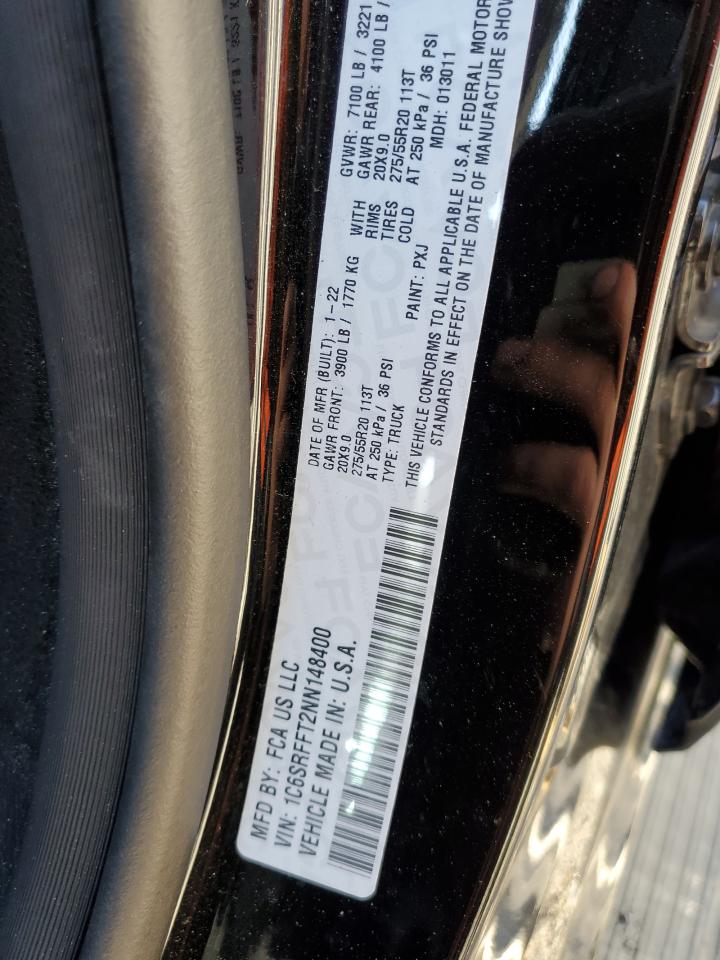 MFD BY: FCA US LLC
VIN: 1C6SRFFT2NN148400
VEHICLE MADE IN: U.S.A.
DATE OF MFR (BUILT): 1-22 GVWR: 7100 LB / 3221
GAWR FRONT: 3900 LB / 1770 KG WITH GAWR REAR: 4100 LB /
20X9.0 RIMS 20X9.0
275/55R20 113T TIRES 275/55R20 113T
AT 250 kPa / 36 PSI COLD AT 250 kPa / 36 PSI
TYPE: TRUCK PAINT: PXJ MDH: 013011
THIS VEHICLE CONFORMS TO ALL APPLICABLE U.S.A. FEDERAL MOTOR
STANDARDS IN EFFECT ON THE DATE OF MANUFACTURE SHOW